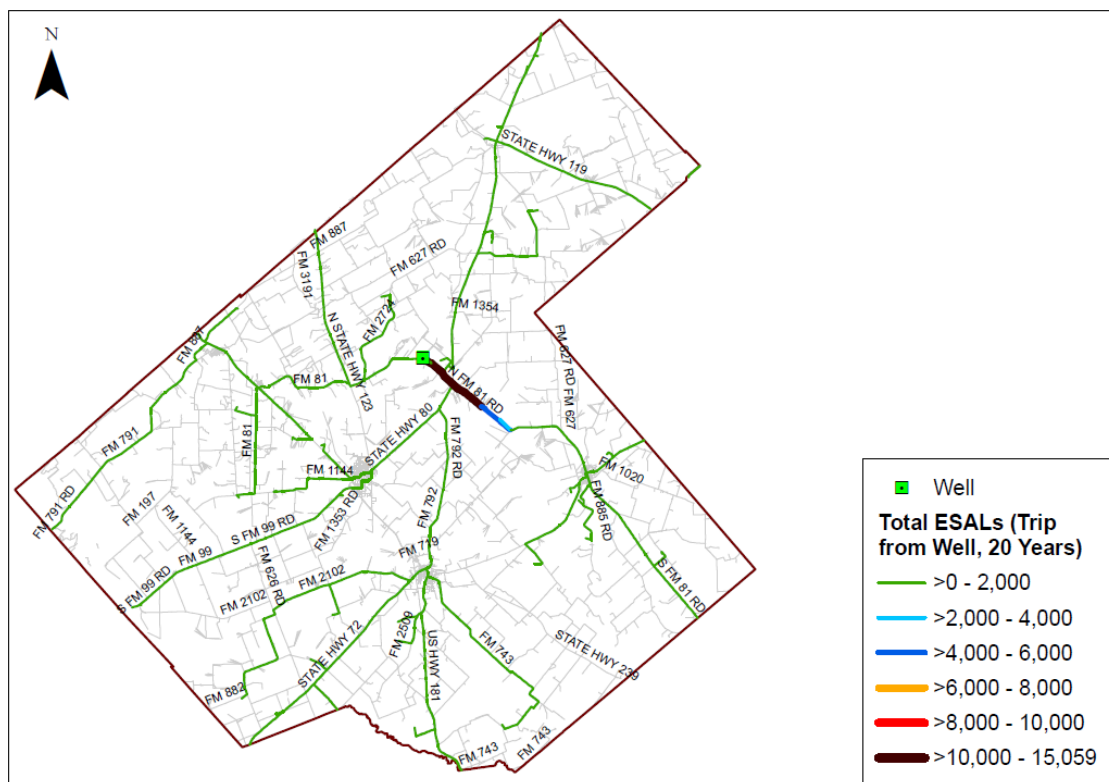 N
STATE HWY 119
FM 887
FM 3191
FM 627 RD
FM 1354
FM 2724
N STATE HWY 123
FM 887
FM 81
N FM 81 RD
FM 627 RD FM 627
FM 791
FM 81
STATE HWY 80
FM 792 RD
FM 1144
FM 1020
FM 791 RD
FM 197
FM 1144
FM 1353 RD
FM 792
FM 885 RD
S FM 99 RD
FM 99
FM 719
S FM 99 RD
FM 626 RD
FM 2102
FM 2102
S FM 81 RD
FM 2509
FM 743
STATE HWY 239
STATE HWY 72
US HWY 181
FM 882
FM 743
FM 743
Well
Total ESALs (Trip
from Well, 20 Years)
>0 - 2,000
>2,000 - 4,000
>4,000 - 6,000
>6,000 - 8,000
>8,000 - 10,000
>10,000 - 15,059